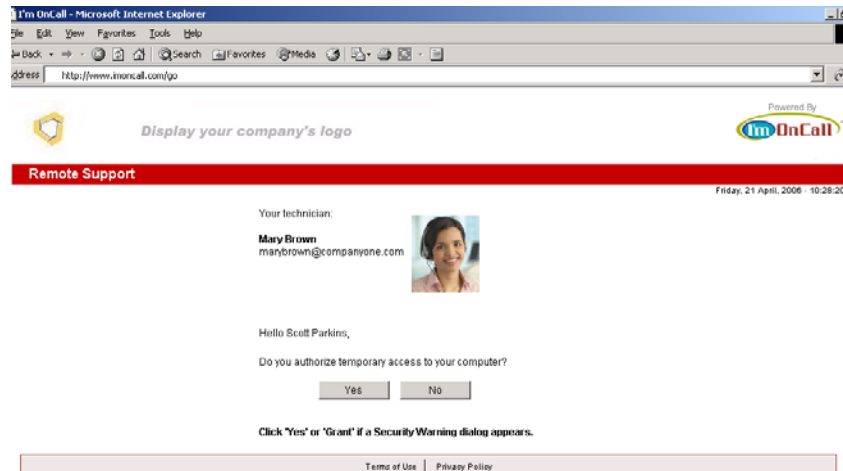 I'm OnCall - Microsoft Internet Explorer
File Edit View Favorites Tools Help
Back Search Favorites Media
Address http://www.imoncall.com/go
Powered By
Display your company's logo
I'm OnCall
Remote Support
Friday, 21 April, 2006 - 10:28:20
Your technician:
Mary Brown
marybrown@companyone.com
Hello Scott Parkins,
Do you authorize temporary access to your computer?
Yes No
Click 'Yes' or 'Grant' if a Security Warning dialog appears.
Terms of Use | Privacy Policy